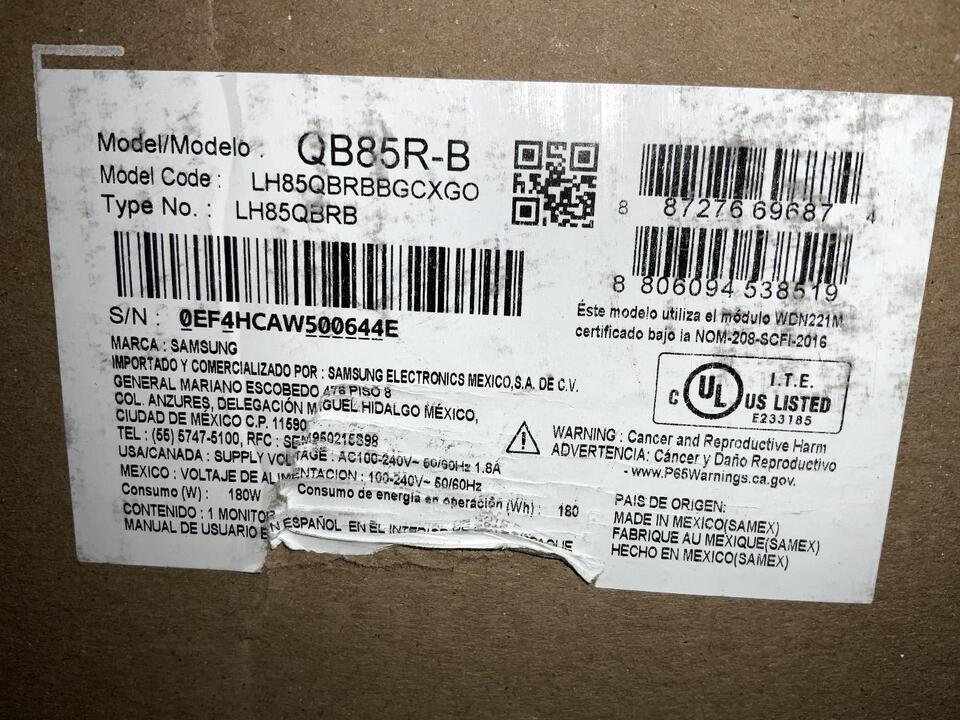 Model/Modelo : QB85R-B
Model Code : LH85QBRBBGCXGO
Type No. : LH85QBRB
S/N : 0EF4HCAW500644E
8 87276 69687 4
8 806094 538519
Éste modelo utiliza el módulo WDN221M
certificado bajo la NOM-208-SCFI-2016
MARCA : SAMSUNG
IMPORTADO Y COMERCIALIZADO POR : SAMSUNG ELECTRONICS MEXICO,S.A. DE C.V.
GENERAL MARIANO ESCOBEDO 476 PISO 8
COL. ANZURES, DELEGACIÓN MIGUEL HIDALGO MÉXICO,
CIUDAD DE MÉXICO C.P. 11590
TEL : (55) 5747-5100, RFC : SEM950215S98
USA/CANADA : SUPPLY VOLTAGE : AC100-240V~ 50/60Hz 1.8A
MEXICO : VOLTAJE DE ALIMENTACION : 100-240V~ 50/60Hz
Consumo (W) : 180W Consumo de energía en operación (Wh) : 180
CONTENIDO : 1 MONITOR
MANUAL DE USUARIO EN ESPAÑOL EN EL INTERIOR DE
C UL US LISTED
I.T.E.
E233185
WARNING : Cancer and Reproductive Harm
ADVERTENCIA: Cáncer y Daño Reproductivo
- www.P65Warnings.ca.gov.
PAÍS DE ORIGEN:
MADE IN MEXICO(SAMEX)
FABRIQUE AU MEXIQUE(SAMEX)
HECHO EN MEXICO(SAMEX)